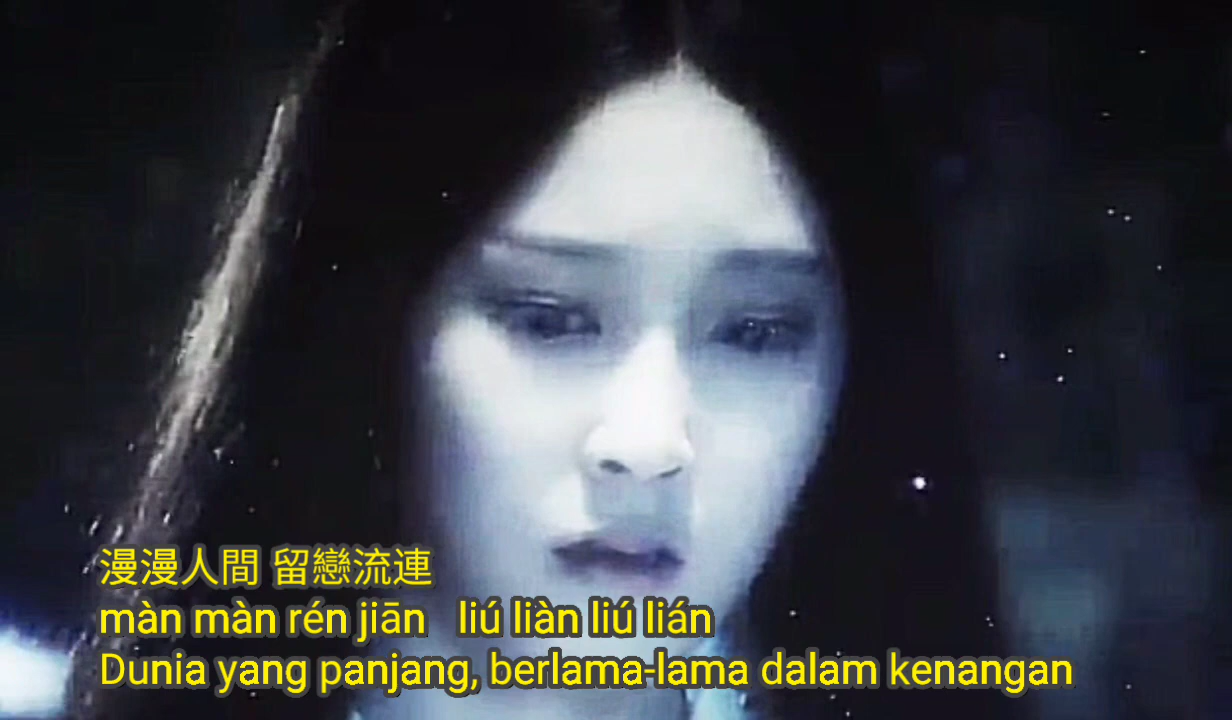 漫漫人間 留戀流連
màn màn rén jiān liú liàn liú lián
Dunia yang panjang, berlama-lama dalam kenangan